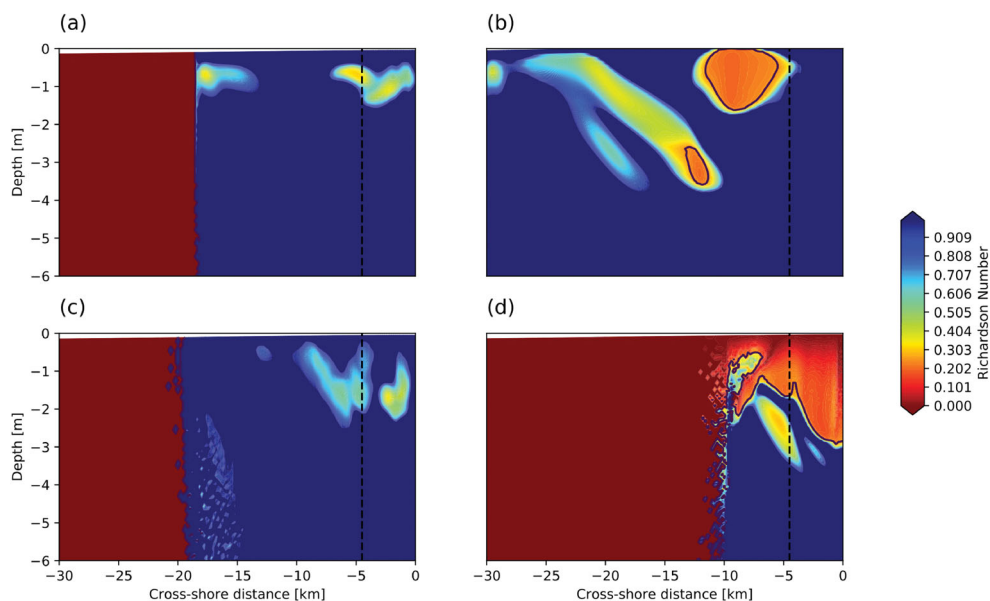 (a)
(b)
0
−1
−2
−3
−4
−5
−6
Depth [m]
(c)
(d)
0
−1
−2
−3
−4
−5
−6
Depth [m]
−30 −25 −20 −15 −10 −5 0
Cross-shore distance [km]
−30 −25 −20 −15 −10 −5 0
Cross-shore distance [km]
0.909
0.808
0.707
0.606
0.505
0.404
0.303
0.202
0.101
0.000
Richardson Number